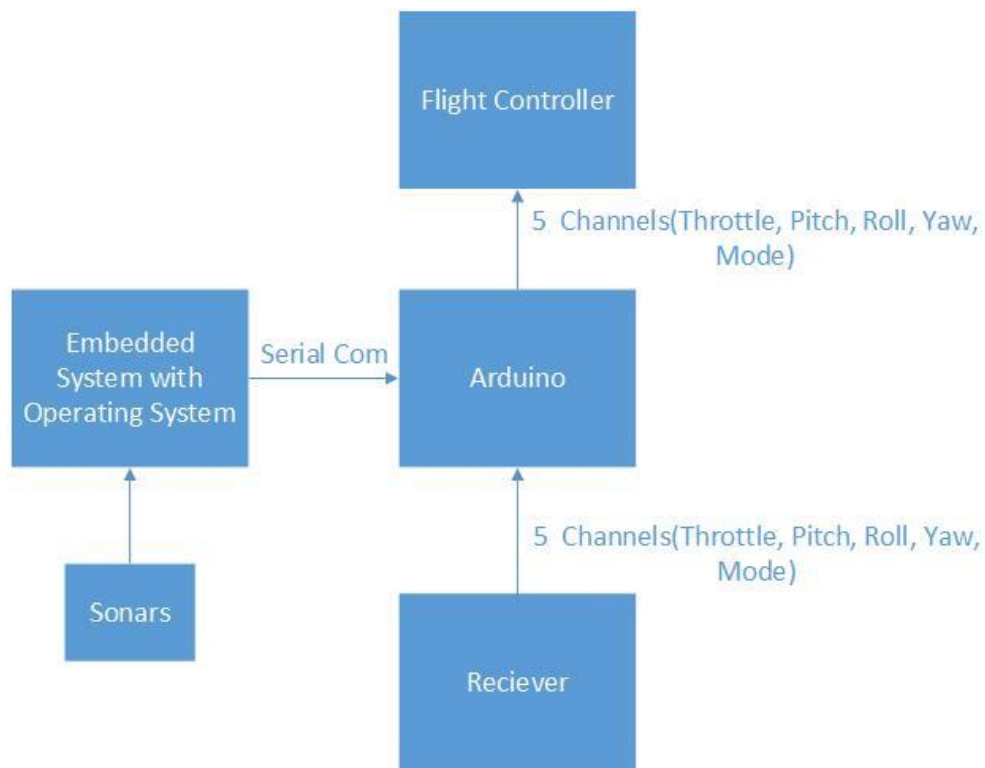 Flight Controller
5 Channels(Throttle, Pitch, Roll, Yaw,
Mode)
Embedded
System with
Operating System
Serial Com
Arduino
5 Channels(Throttle, Pitch, Roll, Yaw,
Mode)
Sonars
Reciever